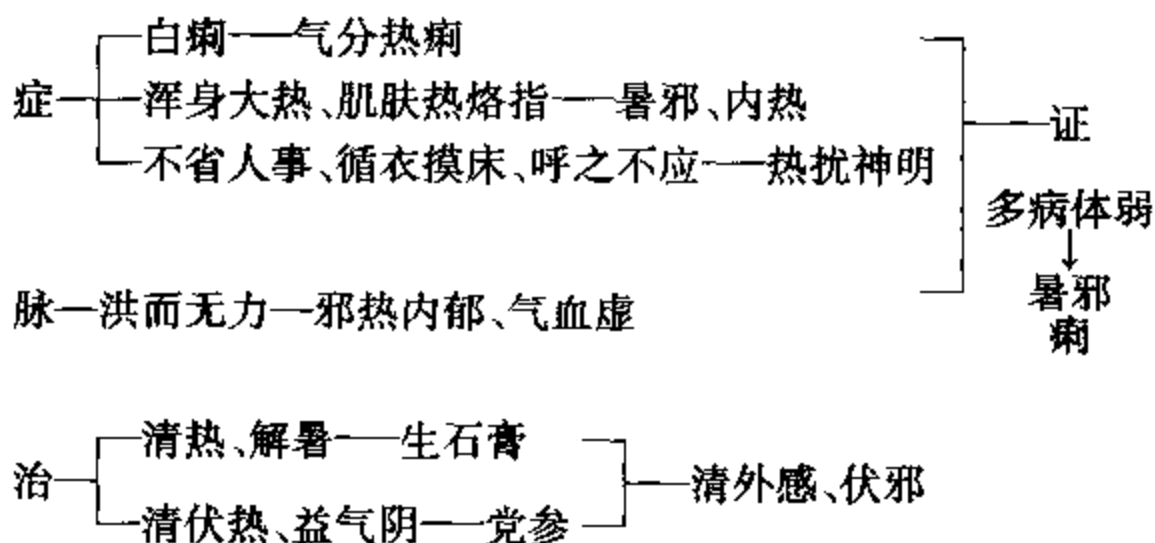 白痢——气分热痢
症——浑身大热、肌肤热烙指——暑邪、内热
不省人事、循衣摸床、呼之不应——热扰神明
——证
多病体弱
↓
暑邪
痢
脉—洪而无力—邪热内郁、气血虚
清热、解暑——生石膏
治
清伏热、益气阴——党参
——清外感、伏邪